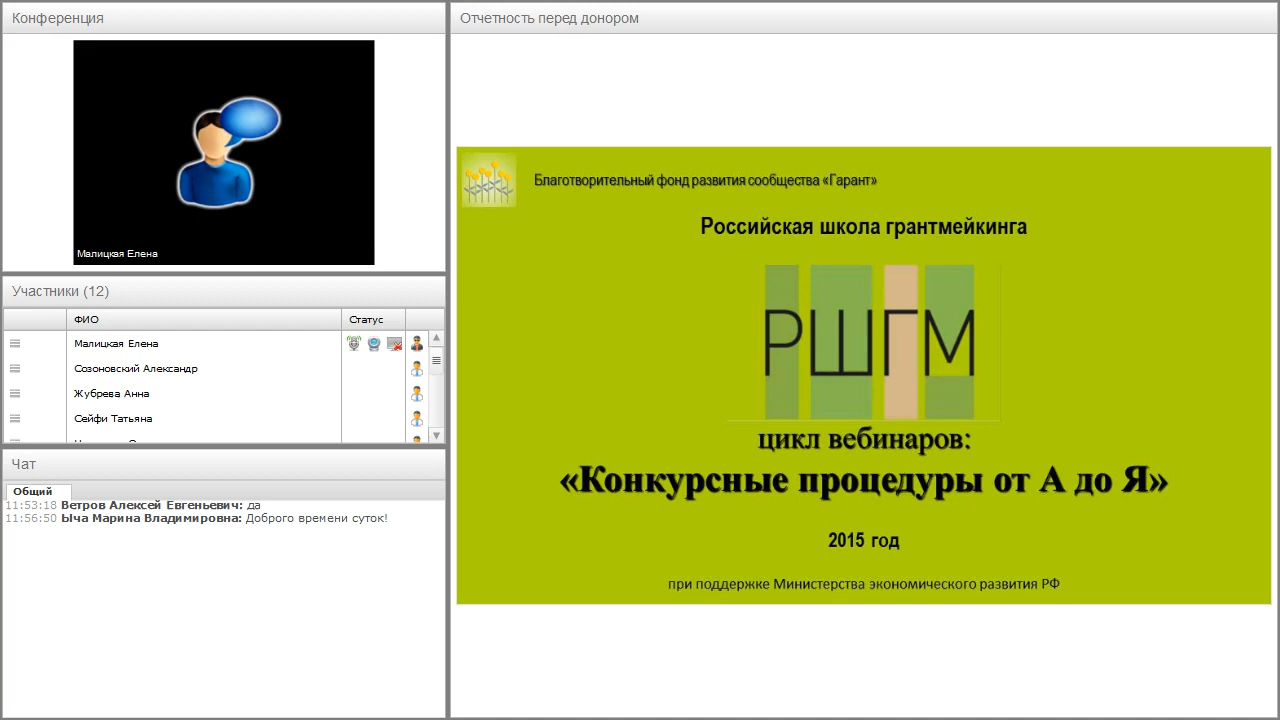 Конференция
Малицкая Елена
Участники (12)
ФИО
Статус
Малицкая Елена
Созоновский Александр
Жубрева Анна
Сейфи Татьяна
Чат
Общий
11:53:18 Ветров Алексей Евгеньевич: да
11:56:50 Ыча Марина Владимировна: Доброго времени суток!
Отчетность перед донором
Благотворительный фонд развития сообщества «Гарант»
Российская школа грантмейкинга
РШГМ
цикл вебинаров:
«Конкурсные процедуры от А до Я»
2015 год
при поддержке Министерства экономического развития РФ